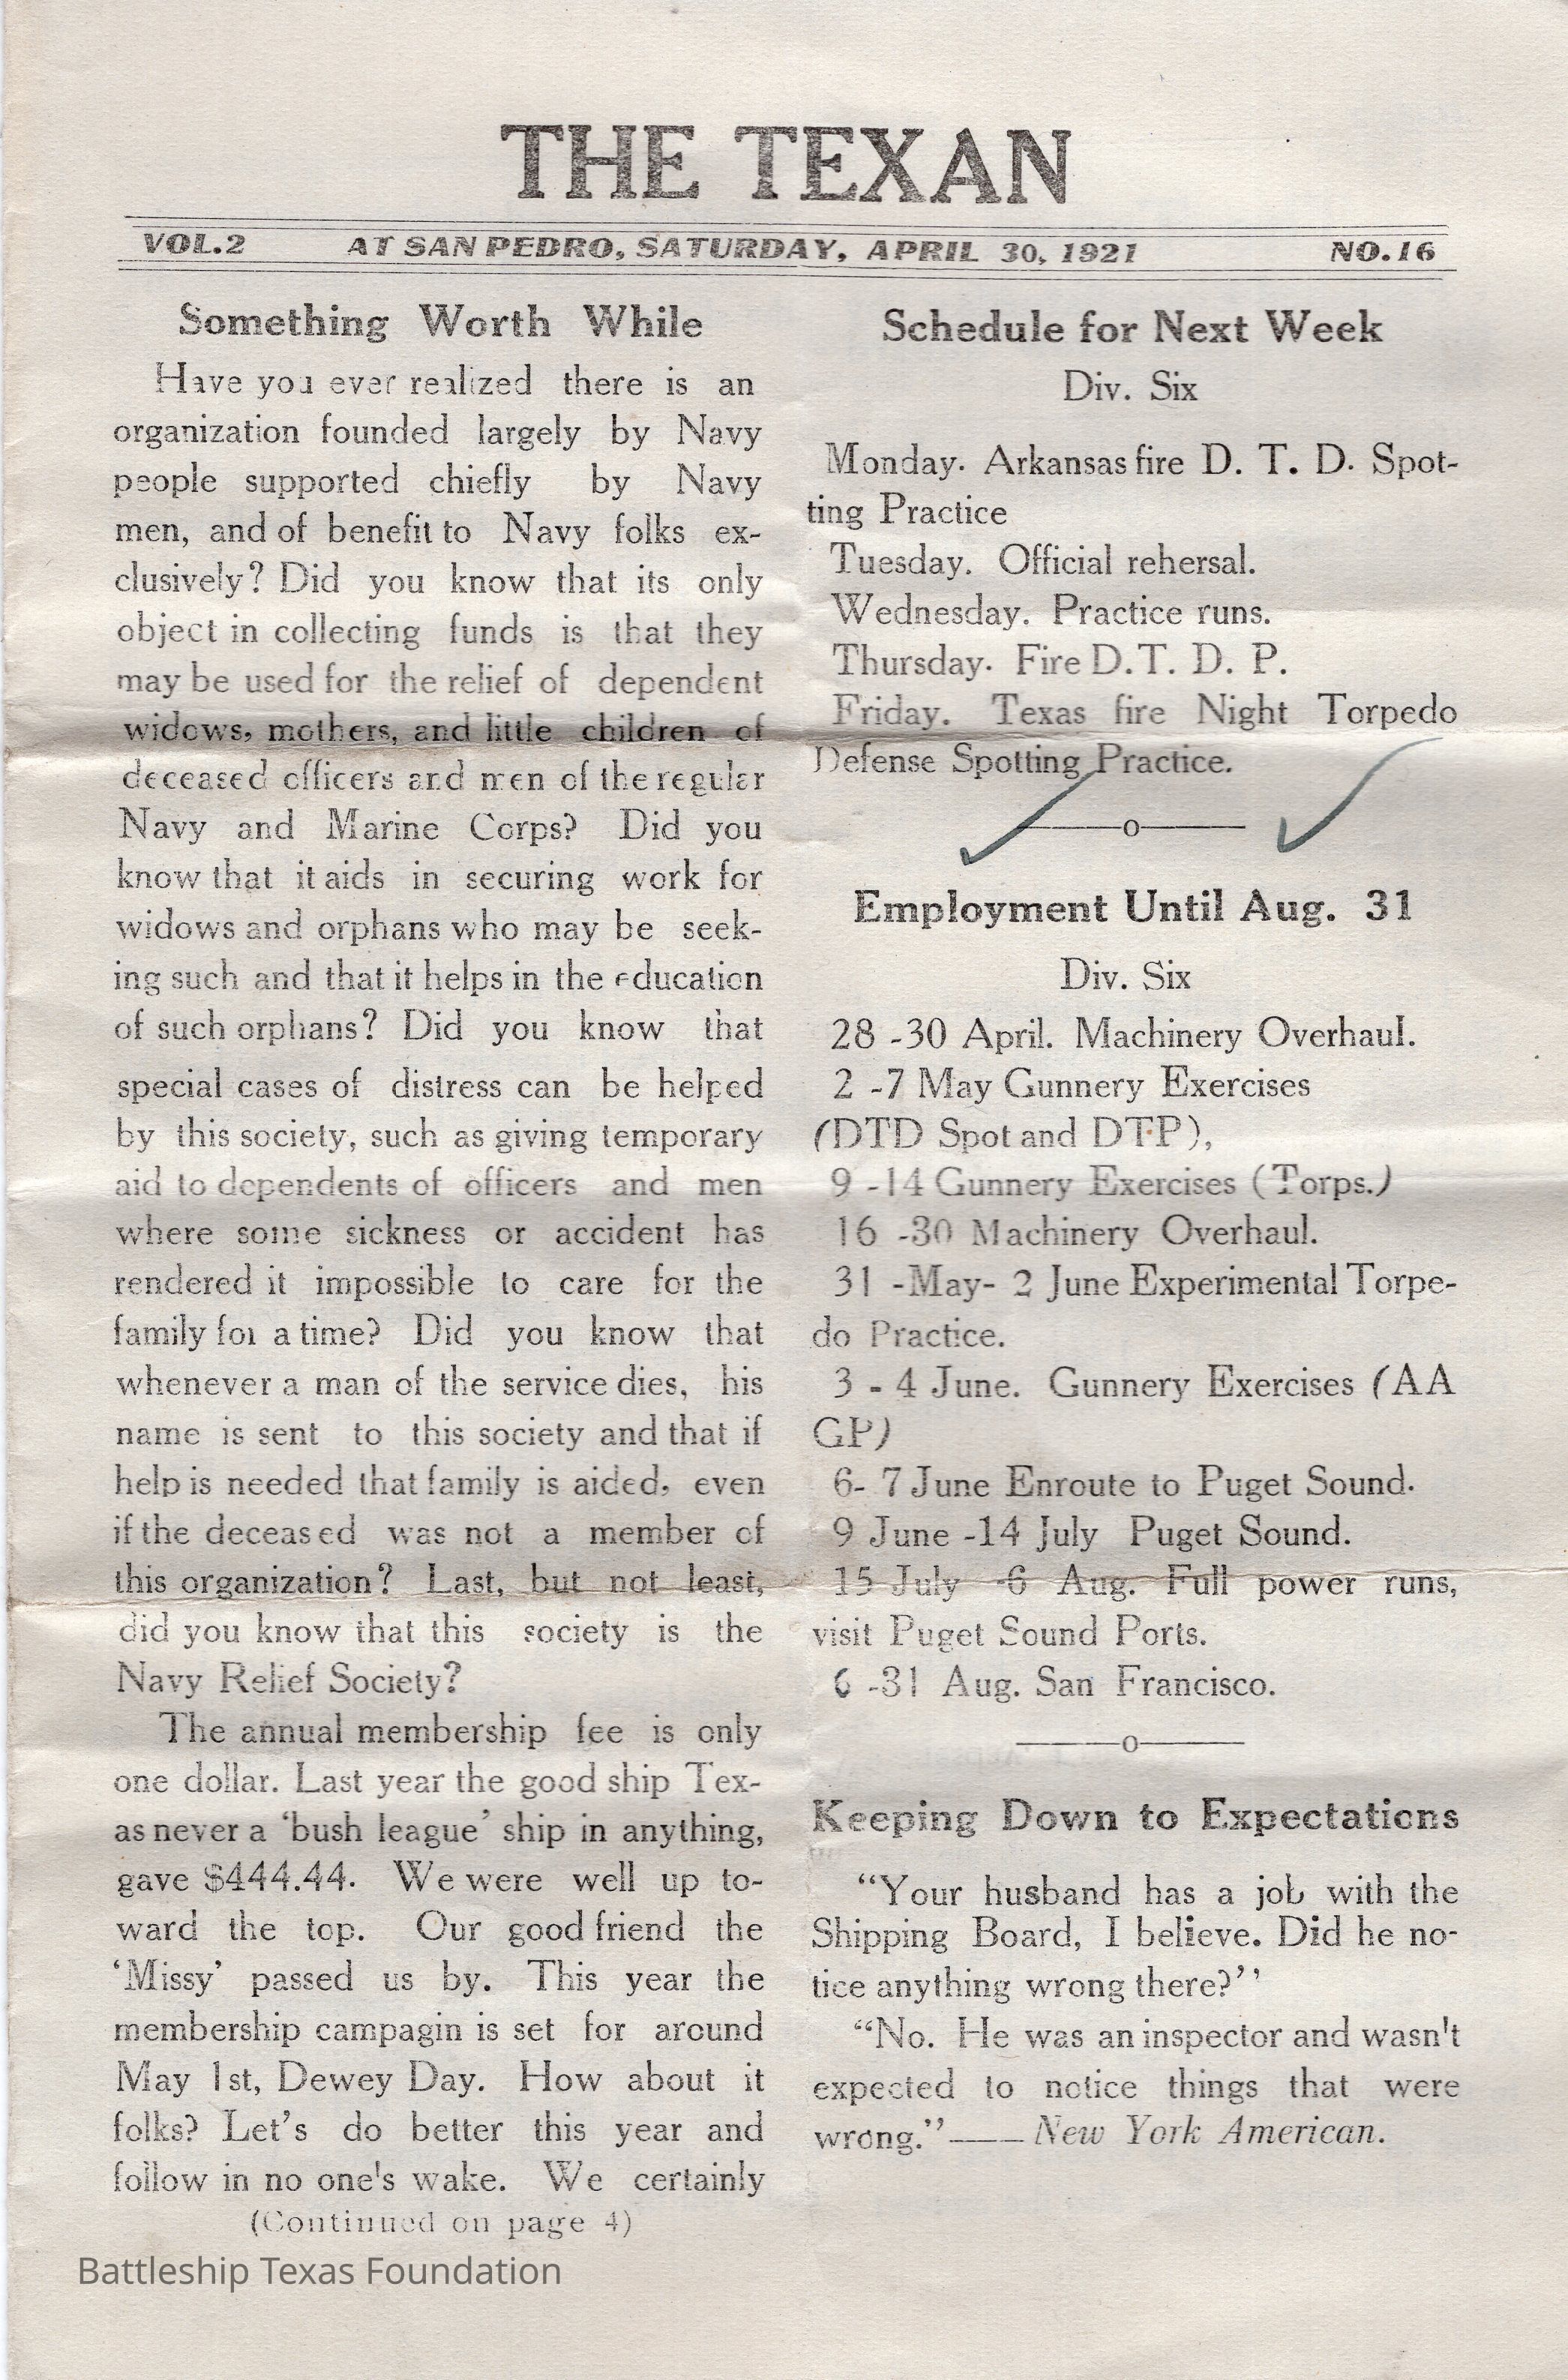 THE TEXAN
VOL.2 AT SAN PEDRO, SATURDAY, APRIL 30, 1921 NO.16
Something Worth While
Have you ever realized there is an
organization founded largely by Navy
people supported chiefly by Navy
men, and of benefit to Navy folks ex-
clusively? Did you know that its only
object in collecting funds is that they
may be used for the relief of dependent
widows, mothers, and little children of
deceased officers and men of the regular
Navy and Marine Corps? Did you
know that it aids in securing work for
widows and orphans who may be seek-
ing such and that it helps in the education
of such orphans? Did you know that
special cases of distress can be helped
by this society, such as giving temporary
aid to dependents of officers and men
where some sickness or accident has
rendered it impossible to care for the
family for a time? Did you know that
whenever a man of the service dies, his
name is sent to this society and that if
help is needed that family is aided, even
if the deceased was not a member of
this organization? Last, but not least,
did you know that this society is the
Navy Relief Society?
The annual membership fee is only
one dollar. Last year the good ship Tex-
as never a ‘bush league’ ship in anything,
gave $444.44. We were well up to-
ward the top. Our good friend the
‘Missy’ passed us by. This year the
membership campagin is set for around
May 1st, Dewey Day. How about it
folks? Let’s do better this year and
follow in no one's wake. We certainly
(Continued on page 4)
Schedule for Next Week
Div. Six
Monday. Arkansas fire D. T. D. Spot-
ting Practice
Tuesday. Official rehersal.
Wednesday. Practice runs.
Thursday. Fire D.T. D. P.
Friday. Texas fire Night Torpedo
Defense Spotting Practice.
Employment Until Aug. 31
Div. Six
28 -30 April. Machinery Overhaul.
2 -7 May Gunnery Exercises
(DTD Spot and DTP),
9 -14 Gunnery Exercises (Torps.)
16 -30 Machinery Overhaul.
31 -May- 2 June Experimental Torpe-
do Practice.
3 - 4 June. Gunnery Exercises (AA
GP)
6- 7 June Enroute to Puget Sound.
9 June -14 July Puget Sound.
15 July -6 Aug. Full power runs,
visit Puget Sound Ports.
6 -31 Aug. San Francisco.
Keeping Down to Expectations
“Your husband has a job with the
Shipping Board, I believe. Did he no-
tice anything wrong there?’’
“No. He was an inspector and wasn't
expected to notice things that were
wrong.”—— New York American.
Battleship Texas Foundation